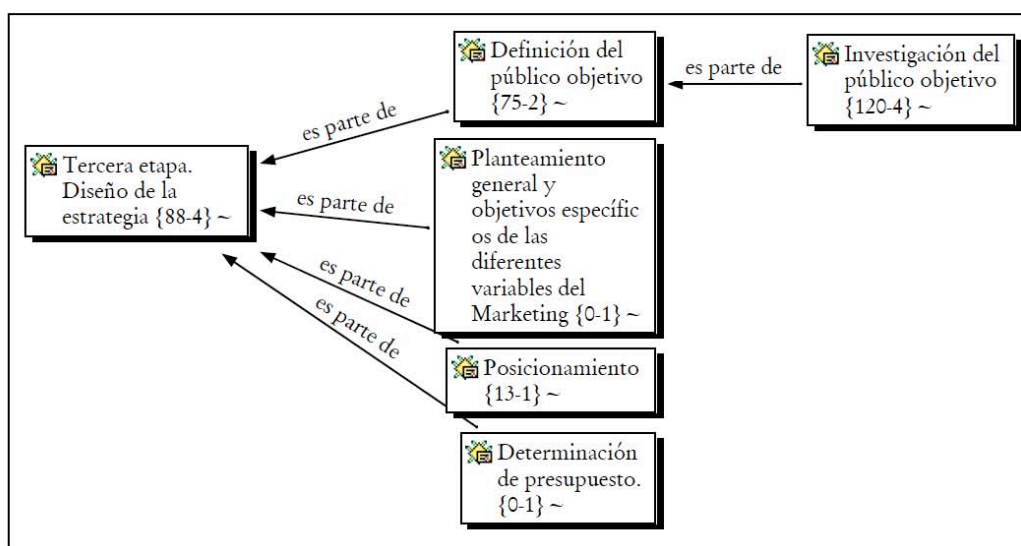 Definición del
público objetivo
{75-2} ~
es parte de
Investigación del
público objetivo
{120-4} ~
es parte de
Tercera etapa.
Diseño de la
estrategia {88-4} ~
es parte de
Planteamiento
general y
objetivos específic
os de las
diferentes
variables del
Marketing {0-1} ~
es parte de
Posicionamiento
{13-1} ~
es parte de
Determinación
de presupuesto.
{0-1} ~